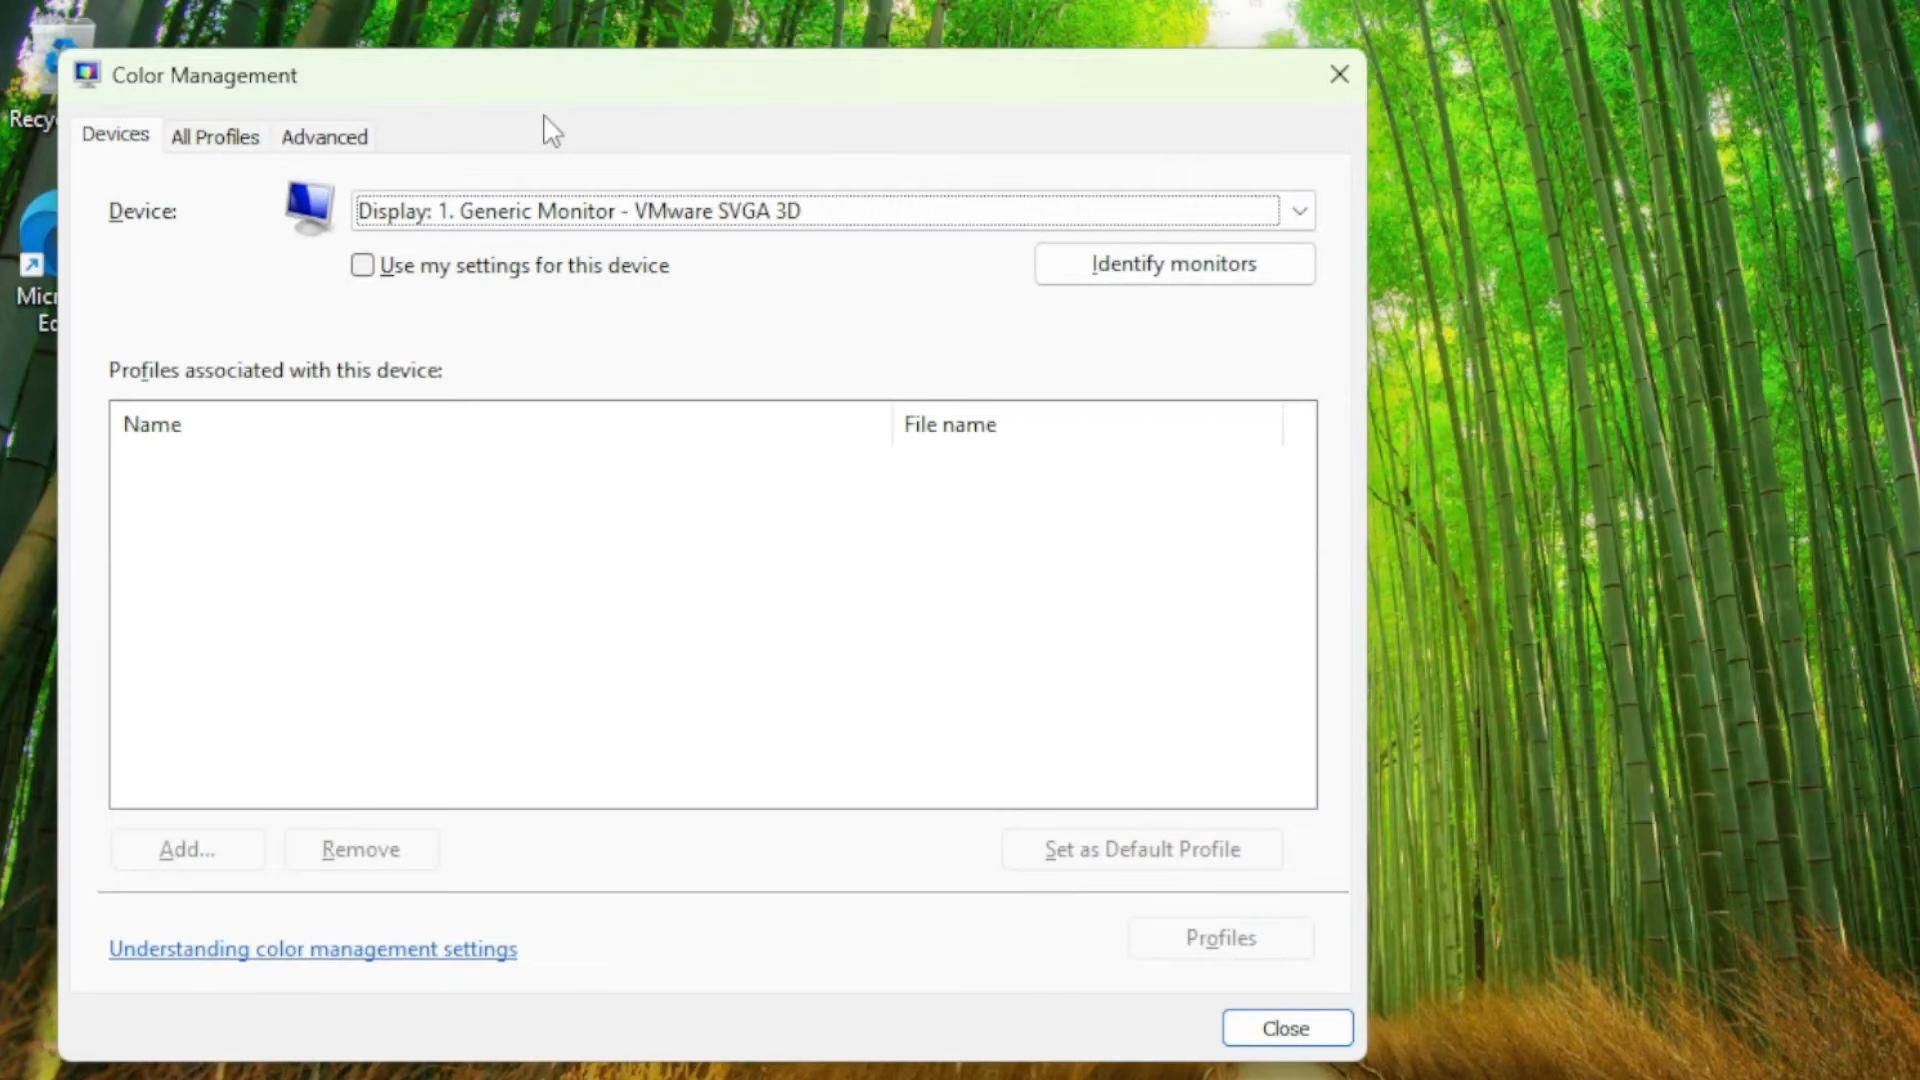 Color Management
Devices
All Profiles
Advanced
Device:
Display: 1. Generic Monitor - VMware SVGA 3D
Use my settings for this device
Identify monitors
Profiles associated with this device:
Name
File name
Add...
Remove
Set as Default Profile
Understanding color management settings
Profiles
Close
Recy
Micr
Ed